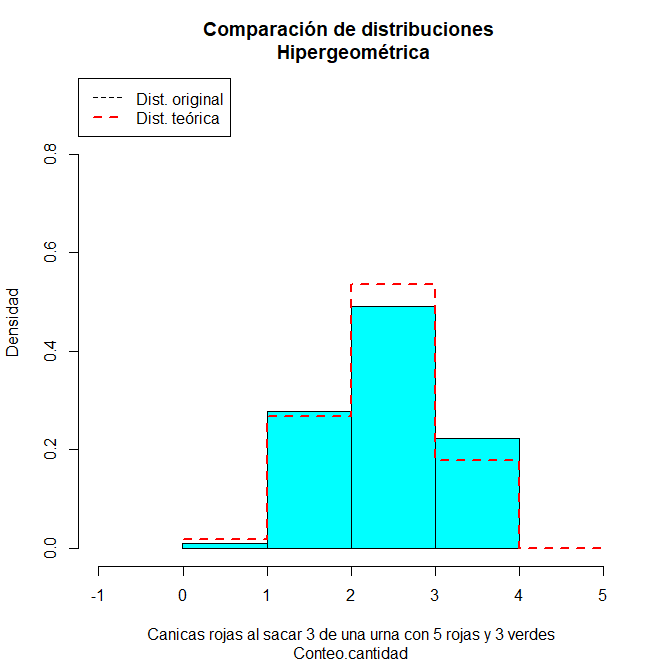 Comparación de distribuciones
Hipergeométrica
Dist. original
Dist. teórica
Densidad
0.8
0.6
0.4
0.2
0.0
-1 0 1 2 3 4 5
Canicas rojas al sacar 3 de una urna con 5 rojas y 3 verdes
Conteo.cantidad